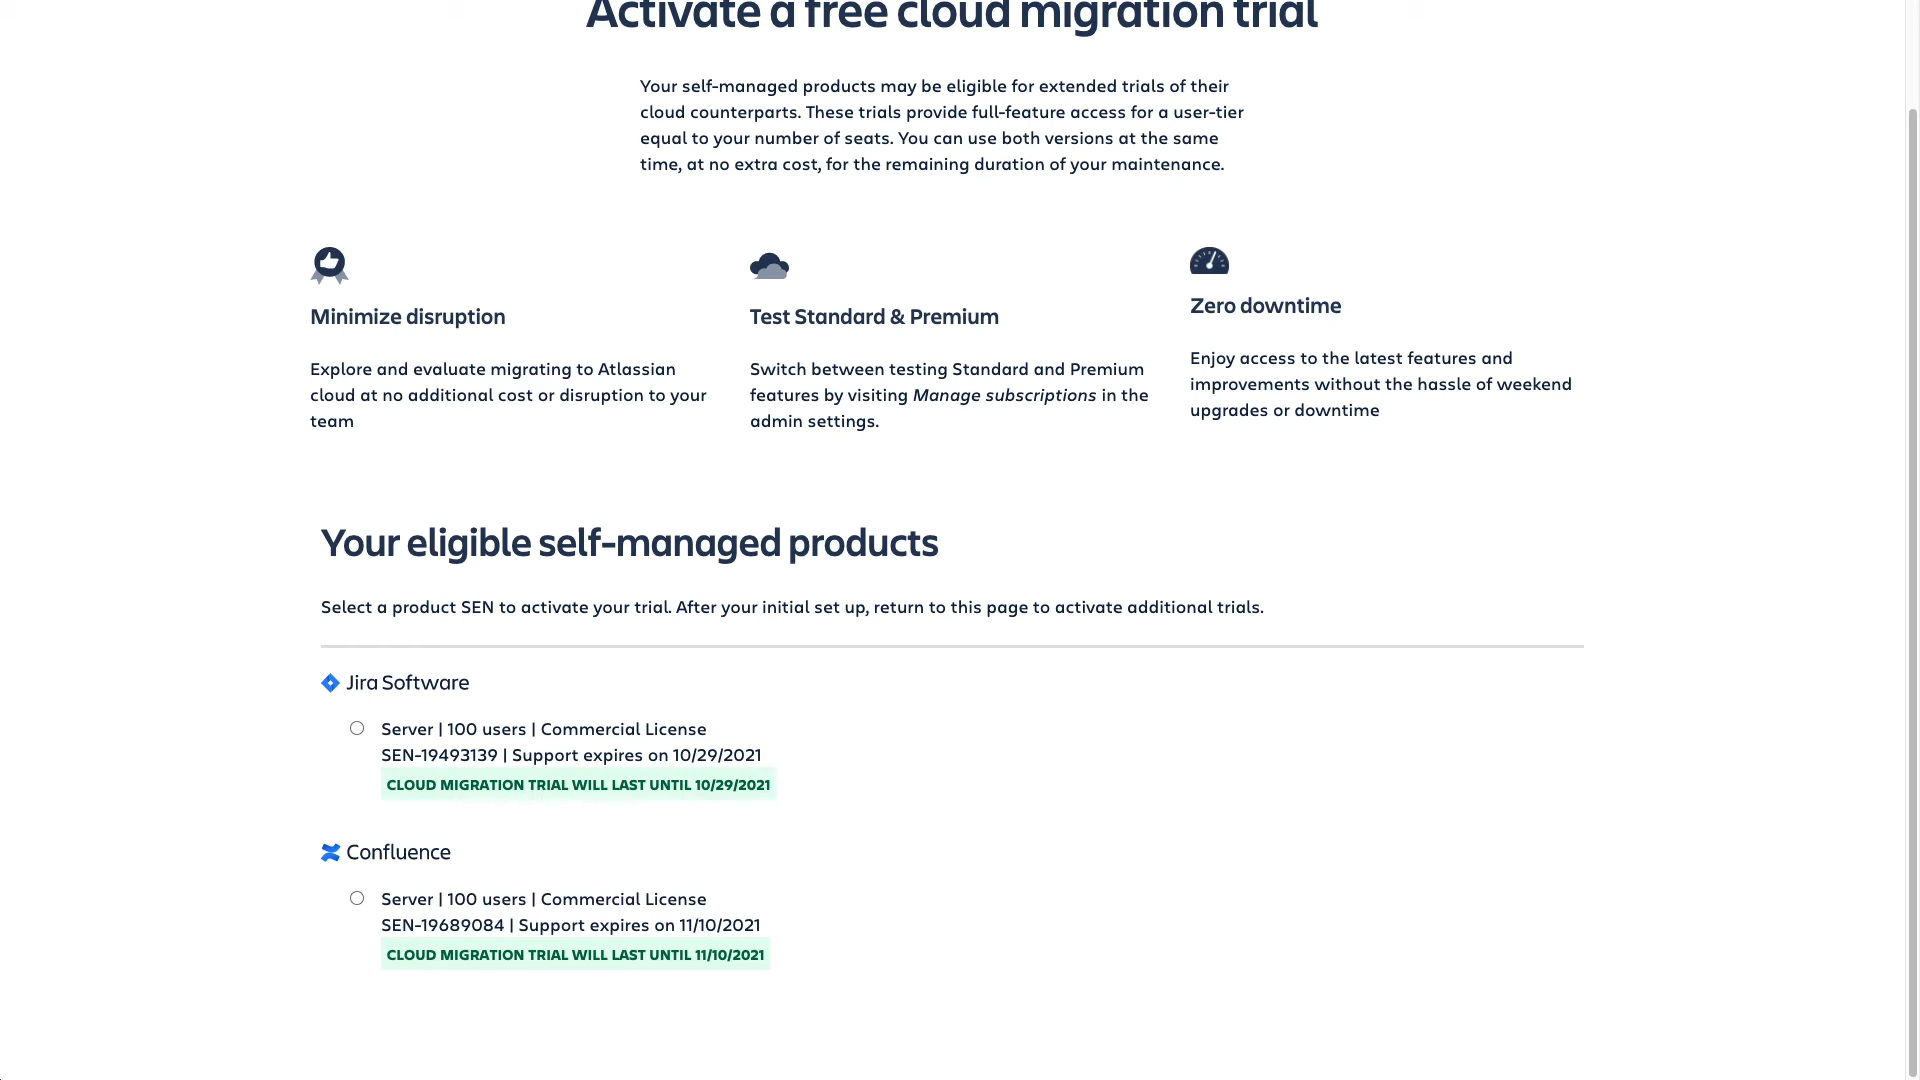 Activate a free cloud migration trial
Your self-managed products may be eligible for extended trials of their
cloud counterparts. These trials provide full-feature access for a user-tier
equal to your number of seats. You can use both versions at the same
time, at no extra cost, for the remaining duration of your maintenance.
Minimize disruption
Explore and evaluate migrating to Atlassian
cloud at no additional cost or disruption to your
team
Test Standard & Premium
Switch between testing Standard and Premium
features by visiting Manage subscriptions in the
admin settings.
Zero downtime
Enjoy access to the latest features and
improvements without the hassle of weekend
upgrades or downtime
Your eligible self-managed products
Select a product SEN to activate your trial. After your initial set up, return to this page to activate additional trials.
Jira Software
Server | 100 users | Commercial License
SEN-19493139 | Support expires on 10/29/2021
CLOUD MIGRATION TRIAL WILL LAST UNTIL 10/29/2021
Confluence
Server | 100 users | Commercial License
SEN-19689084 | Support expires on 11/10/2021
CLOUD MIGRATION TRIAL WILL LAST UNTIL 11/10/2021